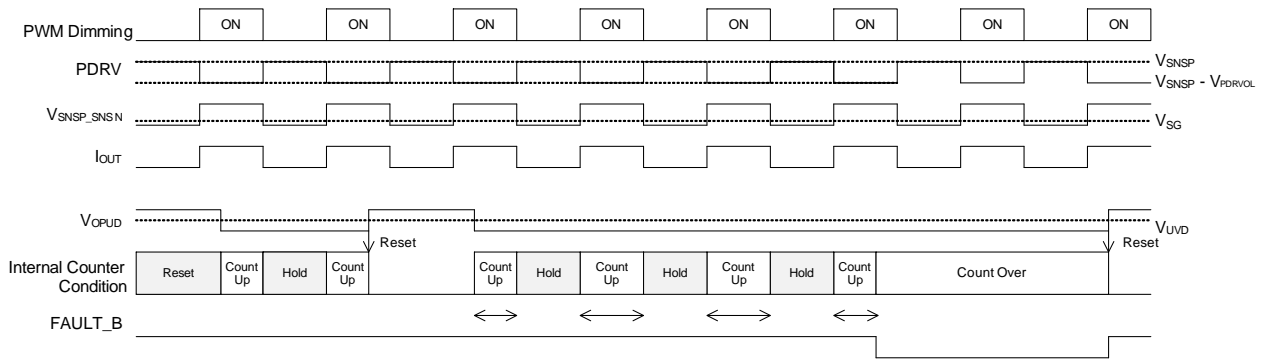 PWM Dimming
ON ON ON ON ON ON ON ON
PDRV
VSNSP
VSNSP - VPDRVOL
VSNSP_SNSN
VSG
IOUT
VOPUD
VUVD
Reset
Reset
Internal Counter
Condition
Reset
Count
Up
Hold
Count
Up
Count
Up
Hold
Count
Up
Hold
Count
Up
Hold
Count
Up
Count Over
FAULT_B